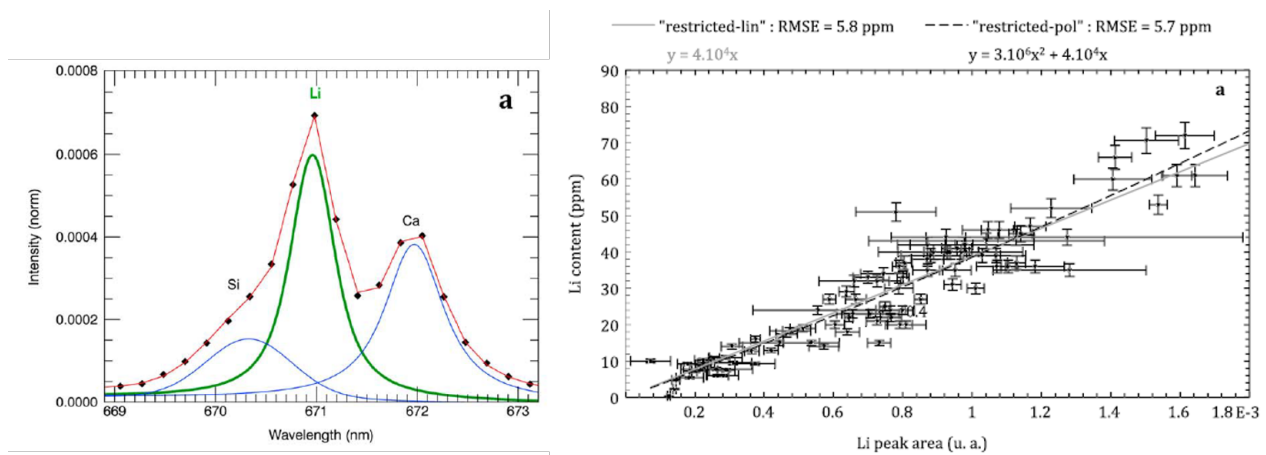 0.0008
0.0006
0.0004
0.0002
0.0000
Intensity (norm)
a
Li
Si
Ca
669 670 671 672 673
Wavelength (nm)
"restricted-lin" : RMSE = 5.8 ppm "restricted-pol" : RMSE = 5.7 ppm
y = 4.10⁴x y = 3.10⁶x² + 4.10⁴x
90
80
70
60
50
40
30
20
10
0
Li content (ppm)
a
0.2 0.4 0.6 0.8 1 1.2 1.4 1.6 1.8 E-3
Li peak area (u. a.)